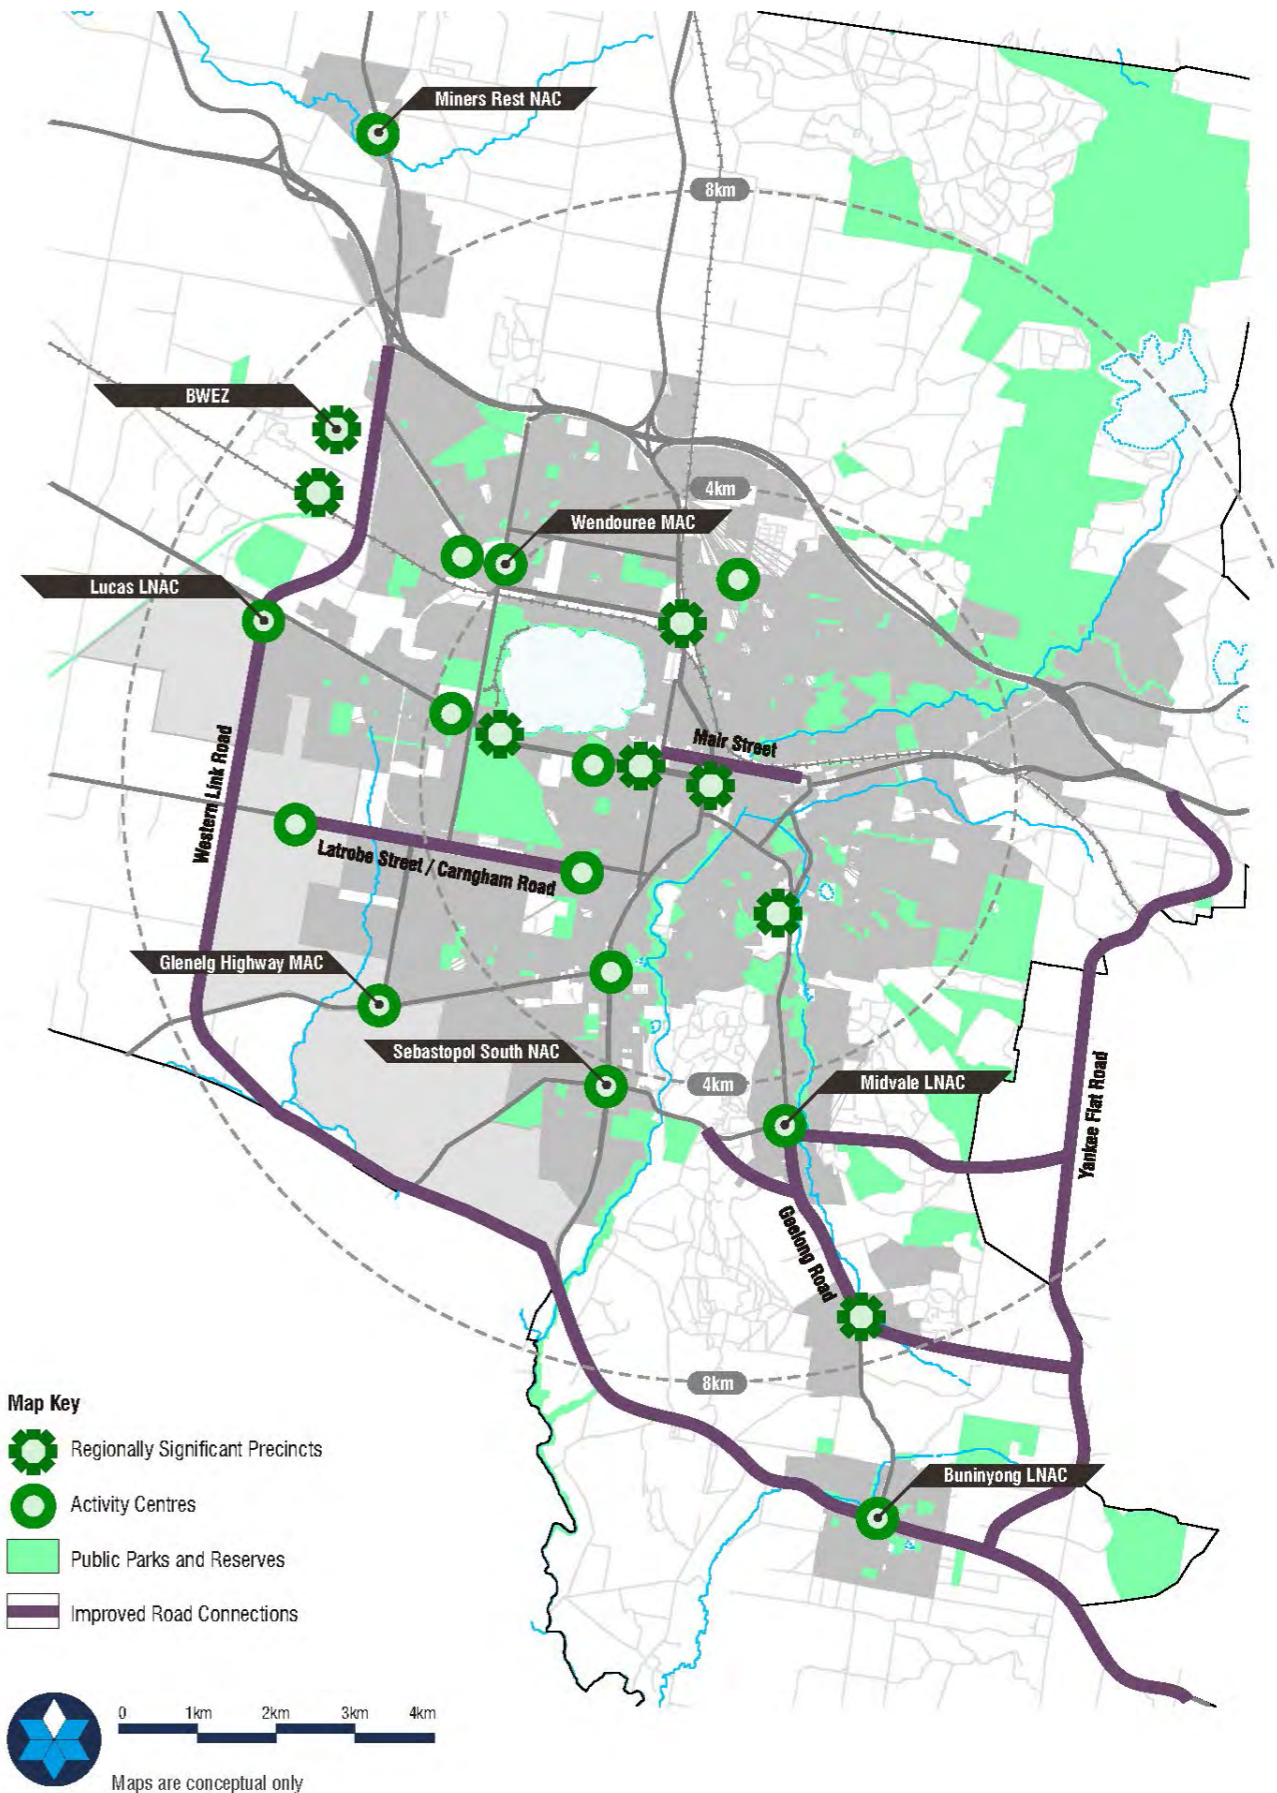 Miners Rest NAC
8km
BWEZ
4km
Wendouree MAC
Lucas LNAC
Mair Street
Western Link Road
Latrobe Street / Carngham Road
Glenelg Highway MAC
Sebastopol South NAC
4km
Midvale LNAC
Yankee Flat Road
Geelong Road
8km
Buninyong LNAC
Map Key
Regionally Significant Precincts
Activity Centres
Public Parks and Reserves
Improved Road Connections
0 1km 2km 3km 4km
Maps are conceptual only